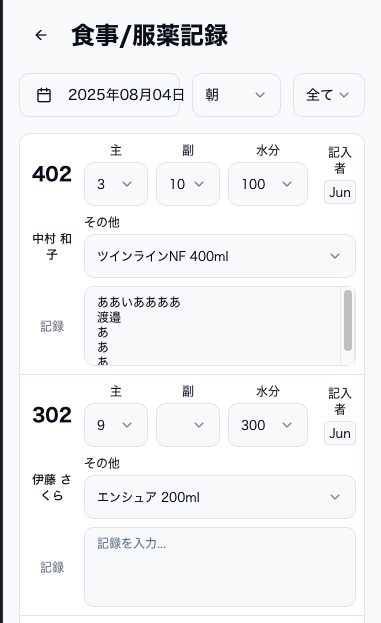 食事/服薬記録
2025年08月04日
朝
全て
主
副
水分
記入
者
402
3
10
100
Jun
その他
中村 和
子
ツインラインNF 400ml
記録
ああいああああ
渡邉
あ
あ
あ
主
副
水分
記入
者
302
9
300
Jun
その他
伊藤 さ
くら
エンシュア 200ml
記録
記録を入力...